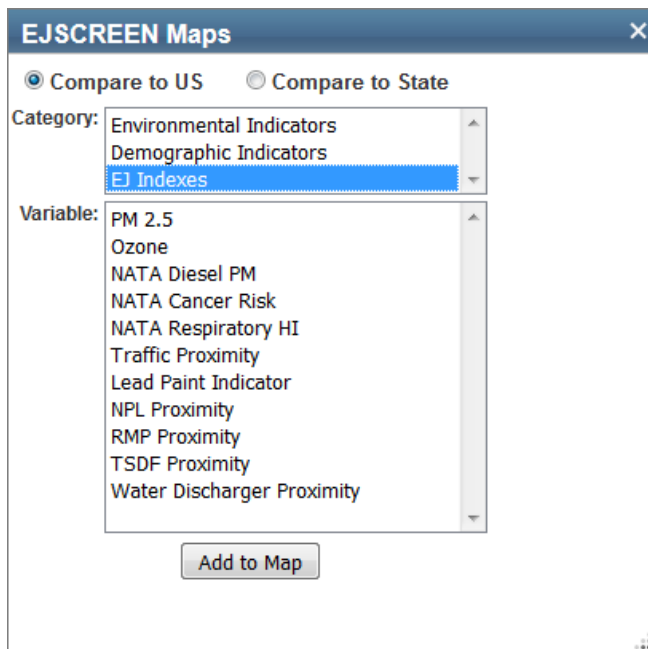 EJSCREEN Maps
Compare to US Compare to State
Category:
Environmental Indicators
Demographic Indicators
EJ Indexes
Variable:
PM 2.5
Ozone
NATA Diesel PM
NATA Cancer Risk
NATA Respiratory HI
Traffic Proximity
Lead Paint Indicator
NPL Proximity
RMP Proximity
TSDF Proximity
Water Discharger Proximity
Add to Map